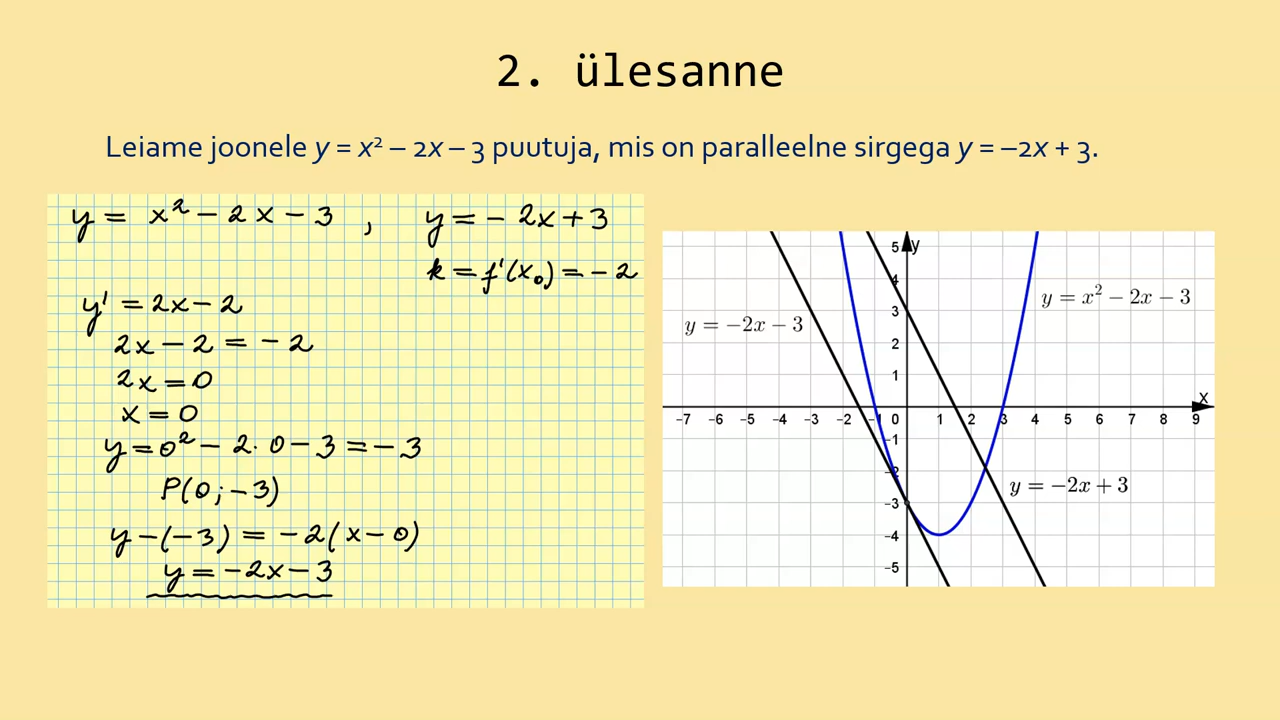 2. ülesanne
Leiame joonele y = x² – 2x – 3 puutuja, mis on paralleelne sirgega y = –2x + 3.
y = x² – 2x – 3 , y = – 2x + 3
k = f'(x₀) = – 2
y' = 2x – 2
2x – 2 = – 2
2x = 0
x = 0
y = 0² – 2 · 0 – 3 = – 3
P(0; – 3)
y – (– 3) = – 2(x – 0)
y = – 2x – 3
y
x
5
4
3
2
1
–1
–2
–3
–4
–5
–7 –6 –5 –4 –3 –2 –1 0 1 2 3 4 5 6 7 8 9
y = x² – 2x – 3
y = –2x – 3
y = –2x + 3